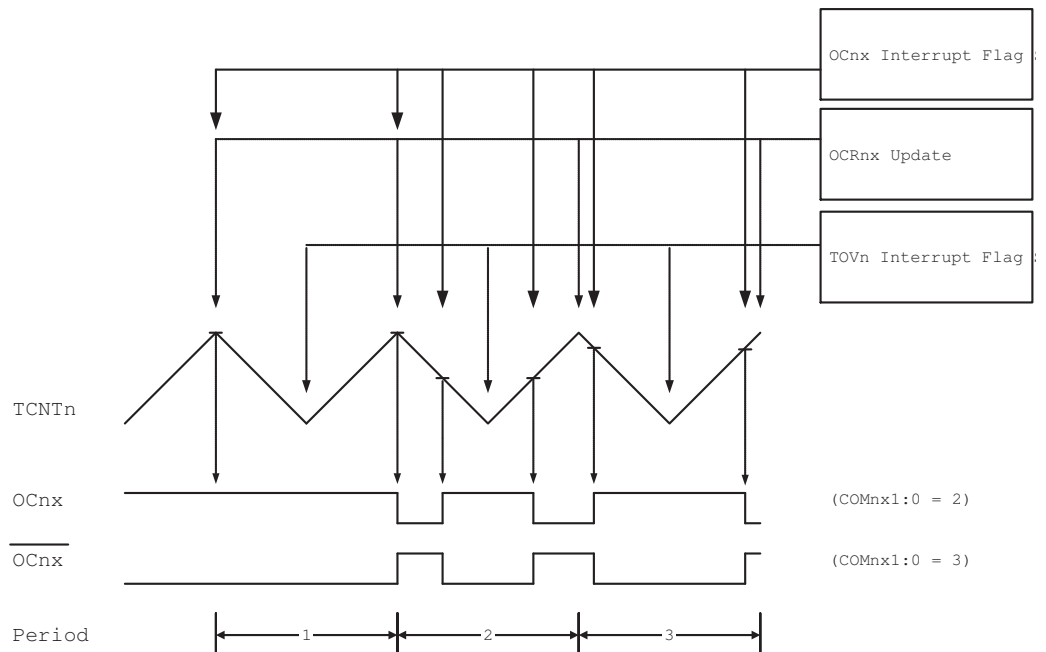 OCnx Interrupt Flag
OCRnx Update
TOVn Interrupt Flag
TCNTn
OCnx
(COMnx1:0 = 2)
OCnx
(COMnx1:0 = 3)
Period
1
2
3